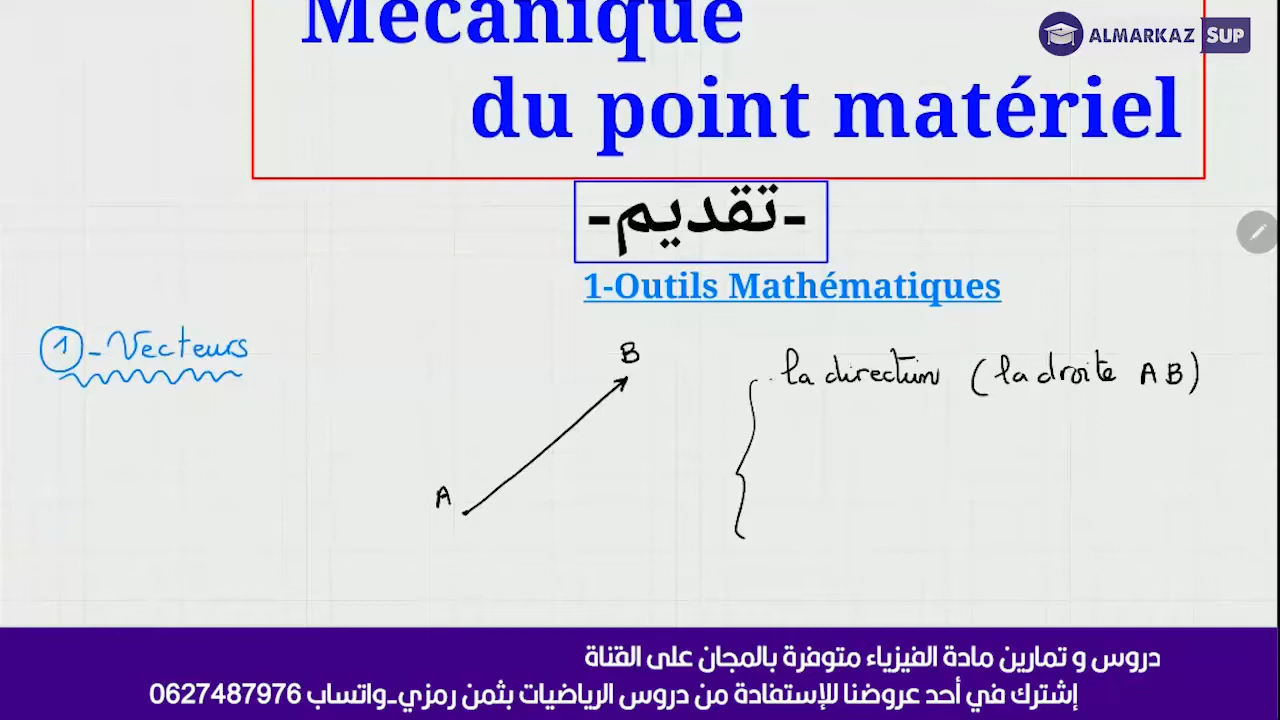 Mécanique
du point matériel
ALMARKAZ SUP
-تقديم-
1-Outils Mathématiques
1 - Vecteurs
B
A
la direction (la droite AB)
دروس و تمارين مادة الفيزياء متوفرة بالمجان على القناة
إشترك في أحد عروضنا للإستفادة من دروس الرياضيات بثمن رمزي-واتساب 0627487976